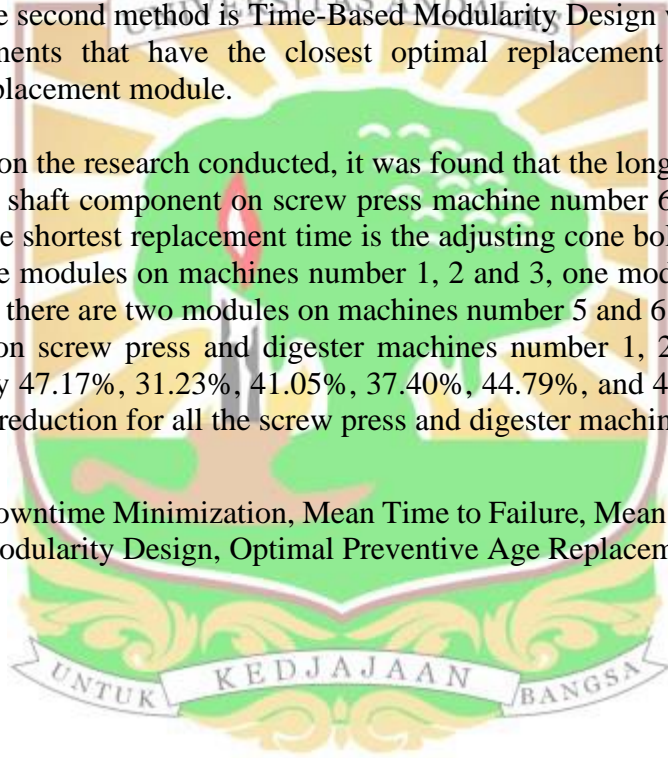 e second method is Time-Based Modularity Design
UNIVERSITAS ANDALAS
ments that have the closest optimal replacement
placement module.
on the research conducted, it was found that the long
shaft component on screw press machine number 6
e shortest replacement time is the adjusting cone bol
e modules on machines number 1, 2 and 3, one mod
there are two modules on machines number 5 and 6
on screw press and digester machines number 1, 2
y 47.17%, 31.23%, 41.05%, 37.40%, 44.79%, and 4
reduction for all the screw press and digester machin
owntime Minimization, Mean Time to Failure, Mean
odularity Design, Optimal Preventive Age Replacem
UNTUK KEDJAJAAN BANGSA